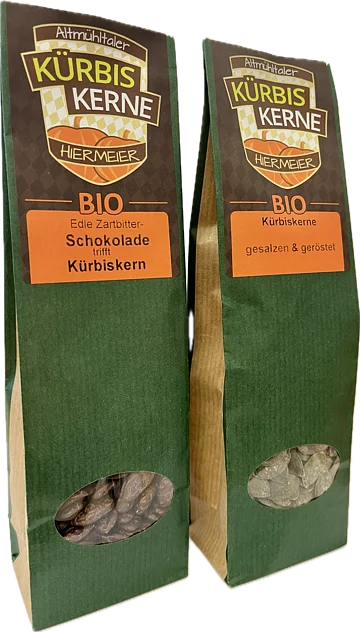 Altmühltaler
KÜRBIS
KERNE
HIERMEIER
BIO
Edle Zartbitter-
Schokolade
trifft
Kürbiskern
Altmühltaler
KÜRBIS
KERNE
HIERMEIER
BIO
Kürbiskerne
gesalzen & geröstet